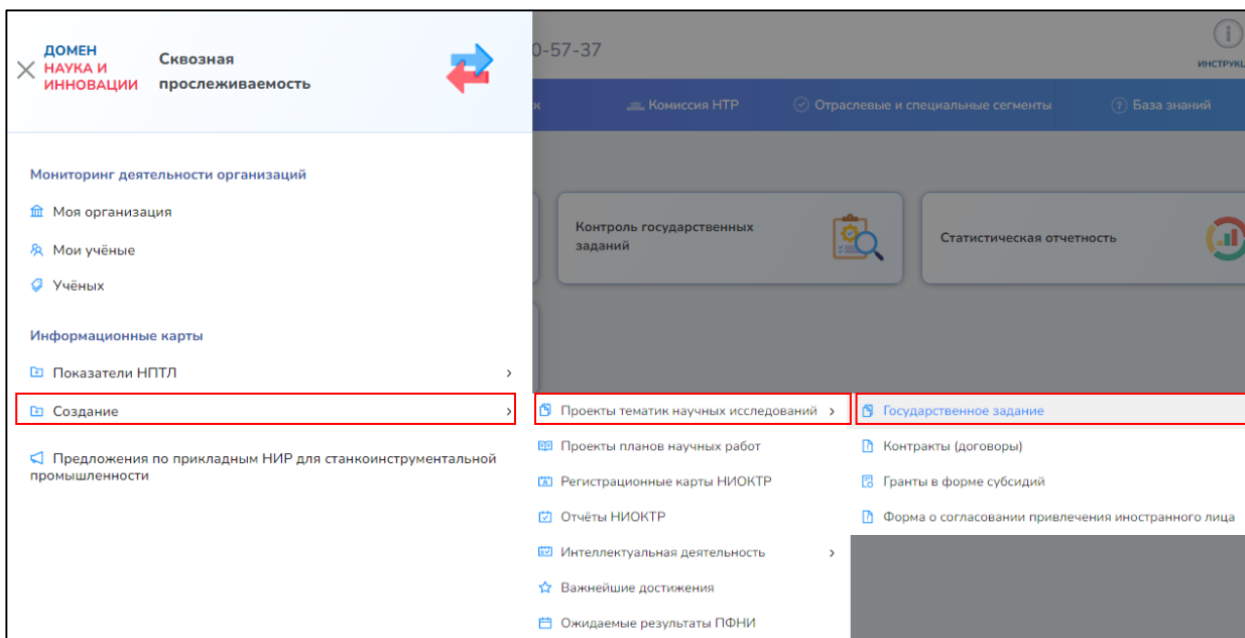 ДОМЕН
НАУКА И
ИННОВАЦИИ
Сквозная
прослеживаемость
0-57-37
ИНСТРУКЦ
к
Комиссия НТР
Отраслевые и специальные сегменты
База знаний
Мониторинг деятельности организаций
Моя организация
Мои учёные
Учёных
Контроль государственных
заданий
Статистическая отчетность
Информационные карты
Показатели НПТЛ
Создание
Предложения по прикладным НИР для станкоинструментальной
промышленности
Проекты тематик научных исследований
Проекты планов научных работ
Регистрационные карты НИОКТР
Отчёты НИОКТР
Интеллектуальная деятельность
Важнейшие достижения
Ожидаемые результаты ПФНИ
Государственное задание
Контракты (договоры)
Гранты в форме субсидий
Форма о согласовании привлечения иностранного лица